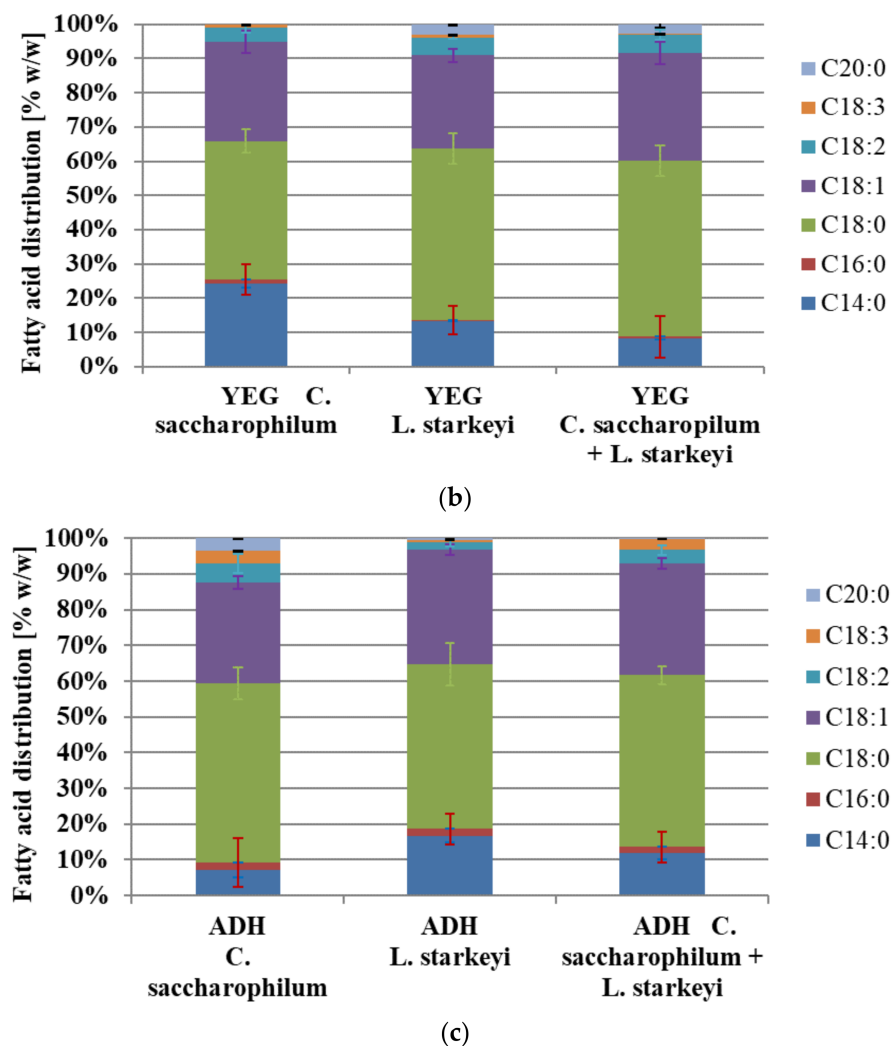 100%
90%
80%
70%
60%
50%
40%
30%
20%
10%
0%
Fatty acid distribution [% w/w]
C20:0
C18:3
C18:2
C18:1
C18:0
C16:0
C14:0
YEG C.
saccharophilum
YEG
L. starkeyi
YEG
C. saccharopilum
+ L. starkeyi
(b)
100%
90%
80%
70%
60%
50%
40%
30%
20%
10%
0%
Fatty acid distribution [% w/w]
C20:0
C18:3
C18:2
C18:1
C18:0
C16:0
C14:0
ADH
C.
saccharophilum
ADH
L. starkeyi
ADH C.
saccharophilum +
L. starkeyi
(c)